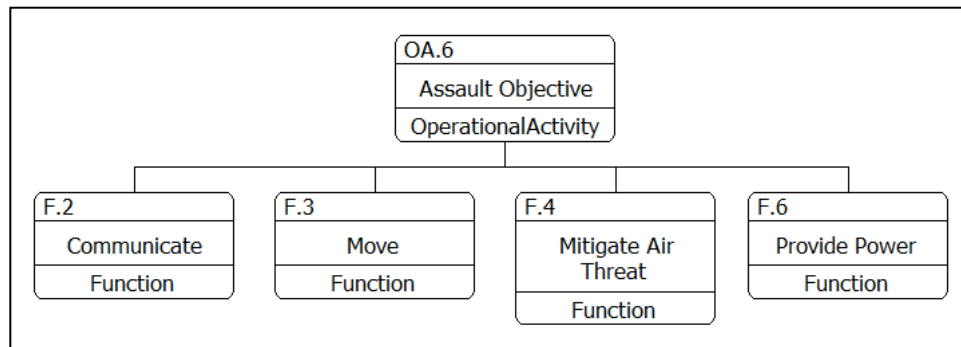 OA.6
Assault Objective
OperationalActivity
F.2
Communicate
Function
F.3
Move
Function
F.4
Mitigate Air
Threat
Function
F.6
Provide Power
Function